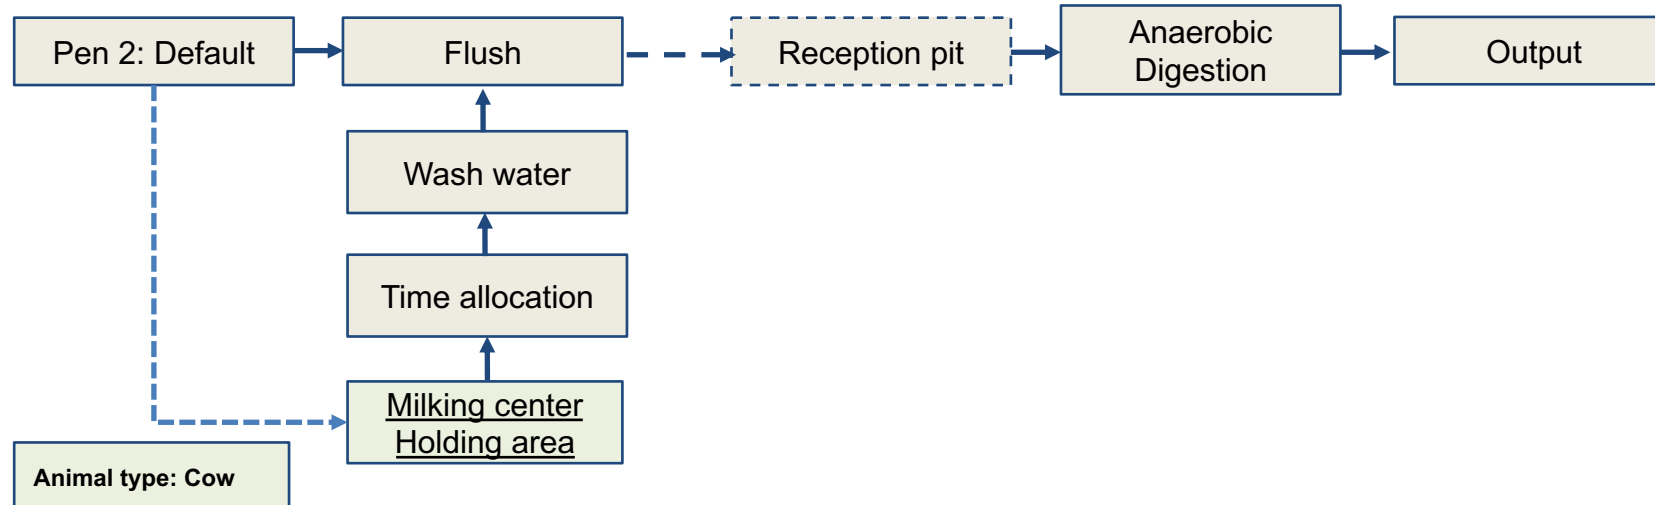 Pen 2: Default
Flush
Reception pit
Anaerobic
Digestion
Output
Wash water
Time allocation
Milking center
Holding area
Animal type: Cow